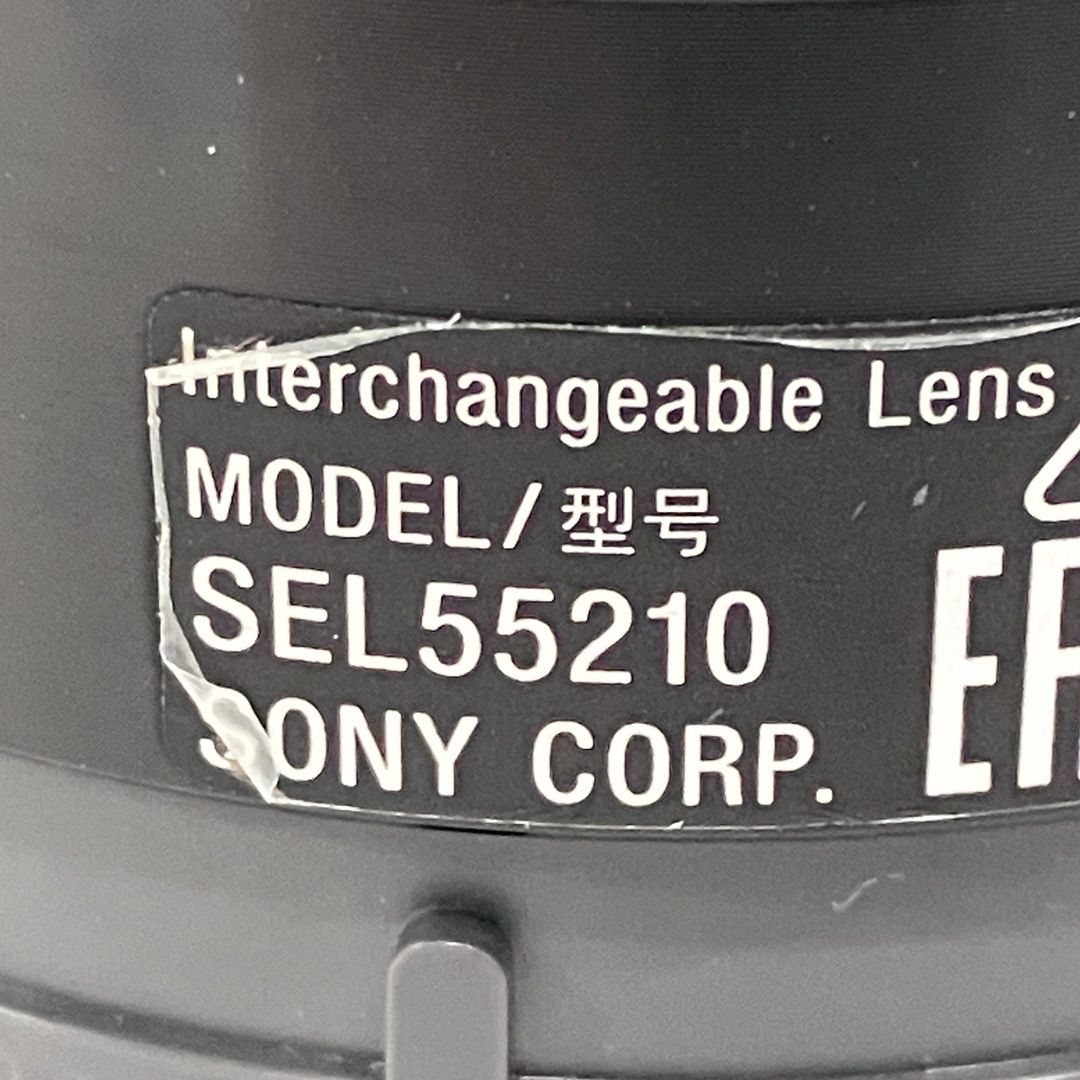 Interchangeable Lens
MODEL/型号
SEL55210
SONY CORP.